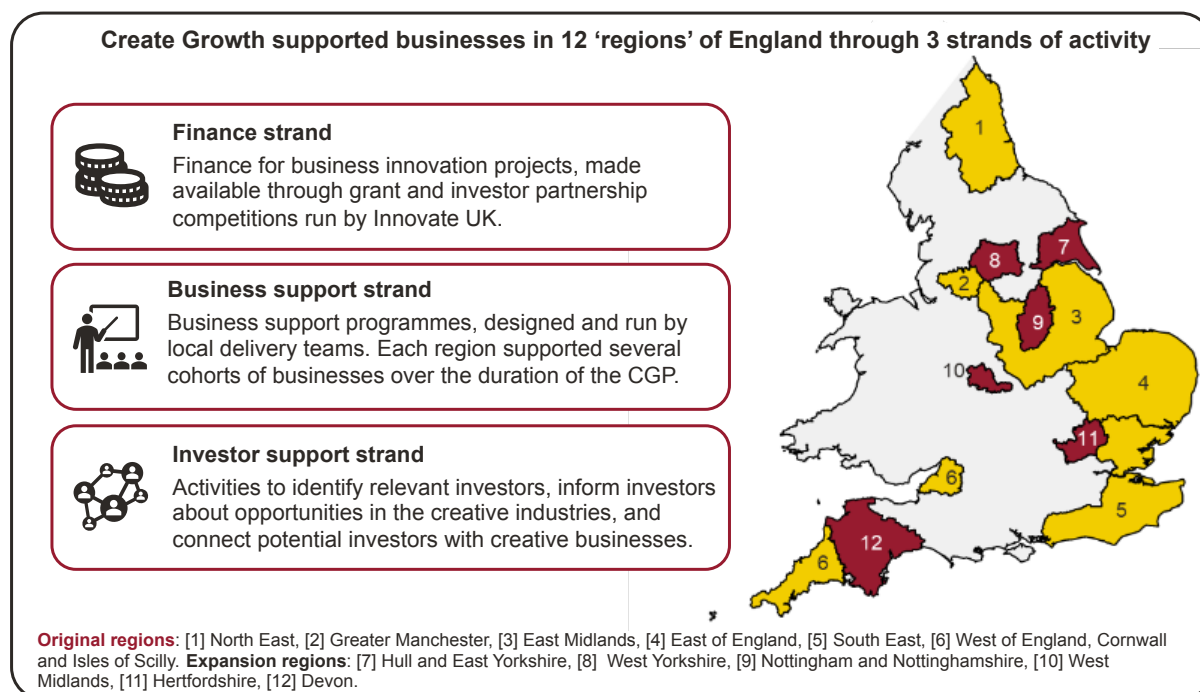 Create Growth supported businesses in 12 ‘regions’ of England through 3 strands of activity
Finance strand
Finance for business innovation projects, made
available through grant and investor partnership
competitions run by Innovate UK.
Business support strand
Business support programmes, designed and run by
local delivery teams. Each region supported several
cohorts of businesses over the duration of the CGP.
Investor support strand
Activities to identify relevant investors, inform investors
about opportunities in the creative industries, and
connect potential investors with creative businesses.
1
7
8
2
3
9
10
4
11
6
5
12
6
Original regions: [1] North East, [2] Greater Manchester, [3] East Midlands, [4] East of England, [5] South East, [6] West of England, Cornwall
and Isles of Scilly. Expansion regions: [7] Hull and East Yorkshire, [8] West Yorkshire, [9] Nottingham and Nottinghamshire, [10] West
Midlands, [11] Hertfordshire, [12] Devon.